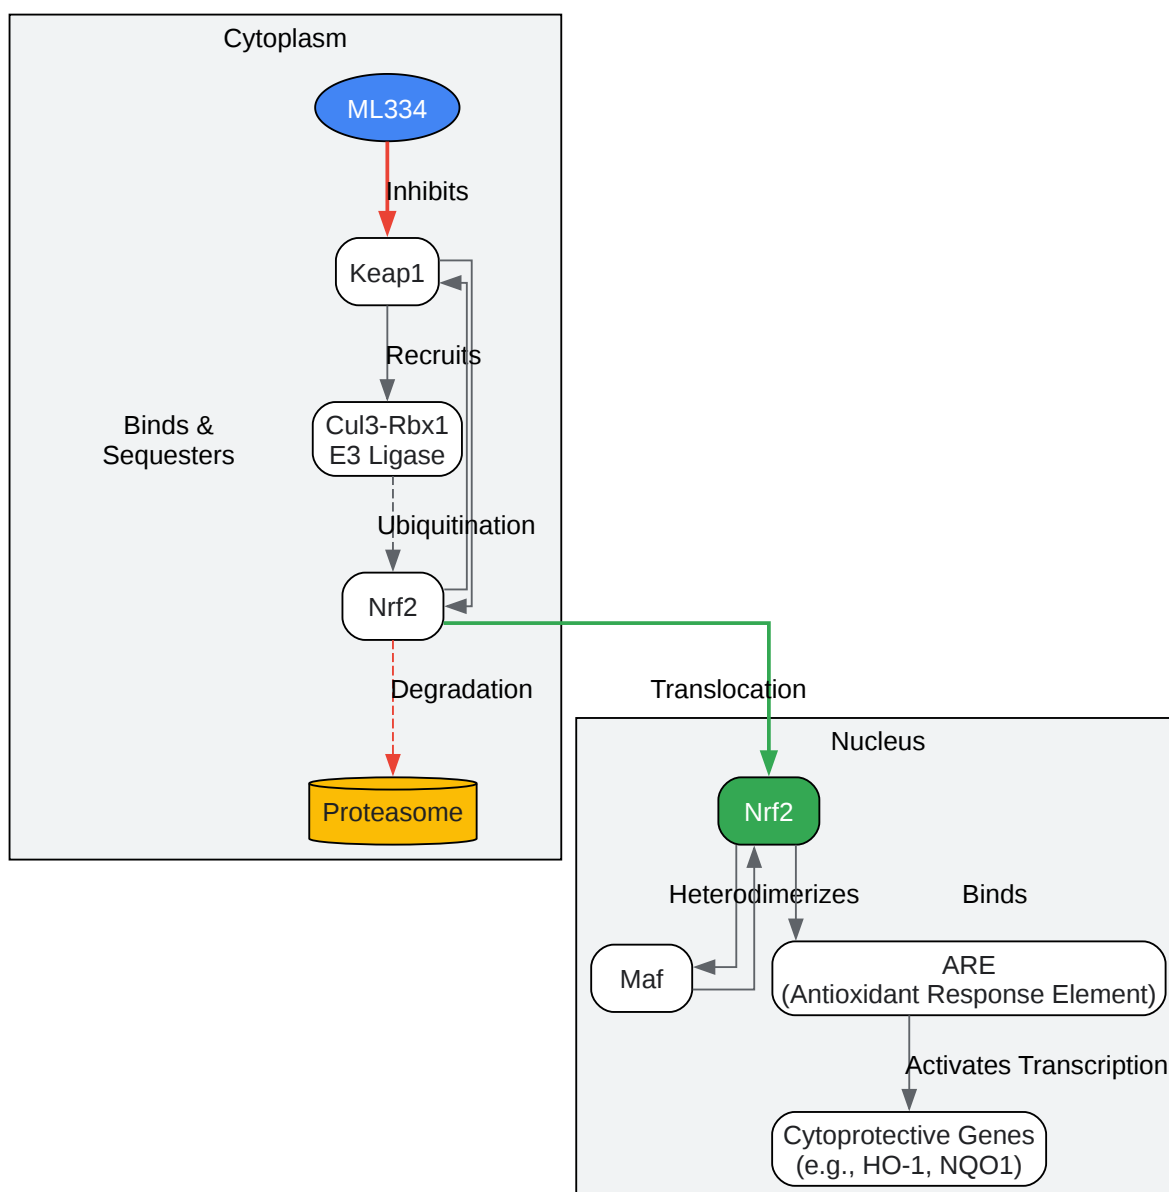 Cytoplasm
ML334
Inhibits
Keap1
Recruits
Binds &
Sequesters
Cul3-Rbx1
E3 Ligase
Ubiquitination
Nrf2
Degradation
Translocation
Proteasome
Nucleus
Nrf2
Heterodimerizes
Binds
Maf
ARE
(Antioxidant Response Element)
Activates Transcription
Cytoprotective Genes
(e.g., HO-1, NQO1)